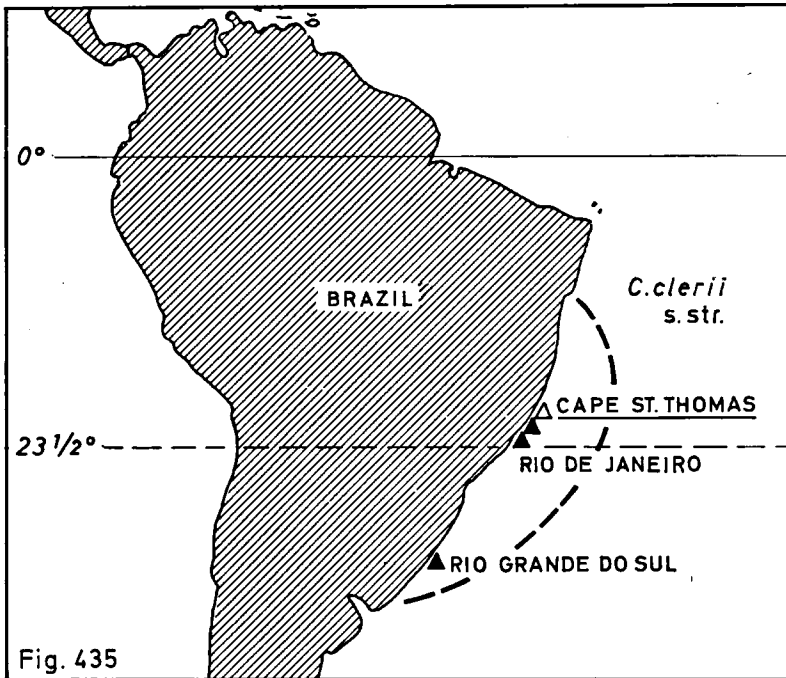 0°
BRAZIL
C.clerii
s.str.
CAPE ST. THOMAS
23 1/2°
RIO DE JANEIRO
RIO GRANDE DO SUL
Fig. 435